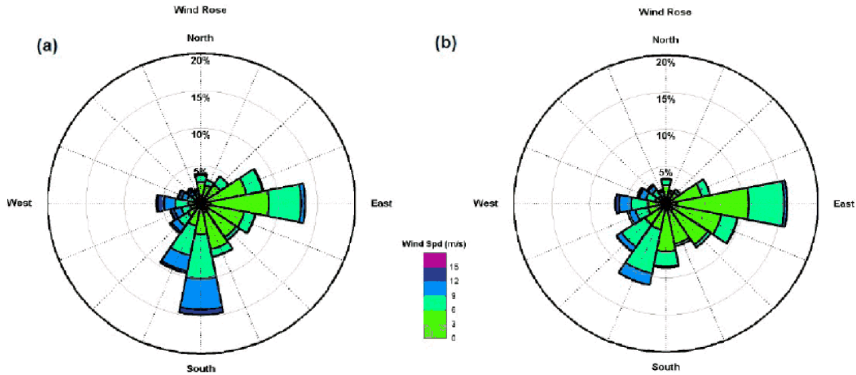 Wind Rose
(a)
North
20%
15%
10%
5%
West
East
South
Wind Spd (m/s)
15
12
9
6
3
0
Wind Rose
(b)
North
20%
15%
10%
5%
West
East
South